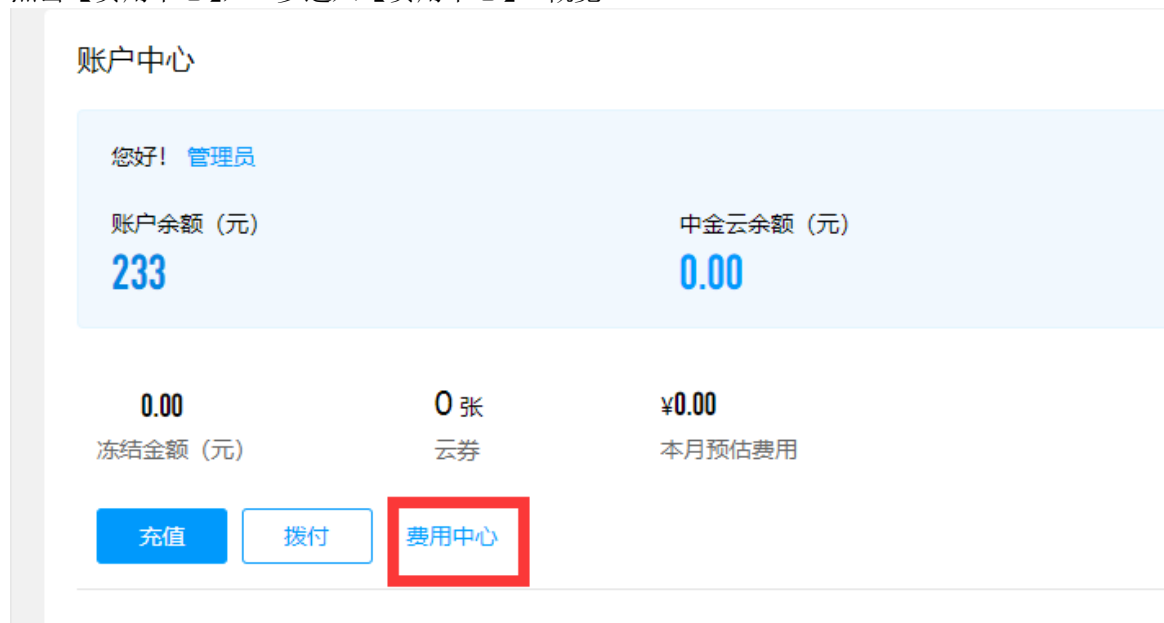 账户中心
您好! 管理员
账户余额（元） 中金云余额（元）
233 0.00
0.00 0 张 ¥0.00
冻结金额（元） 云券 本月预估费用
充值 拨付 费用中心